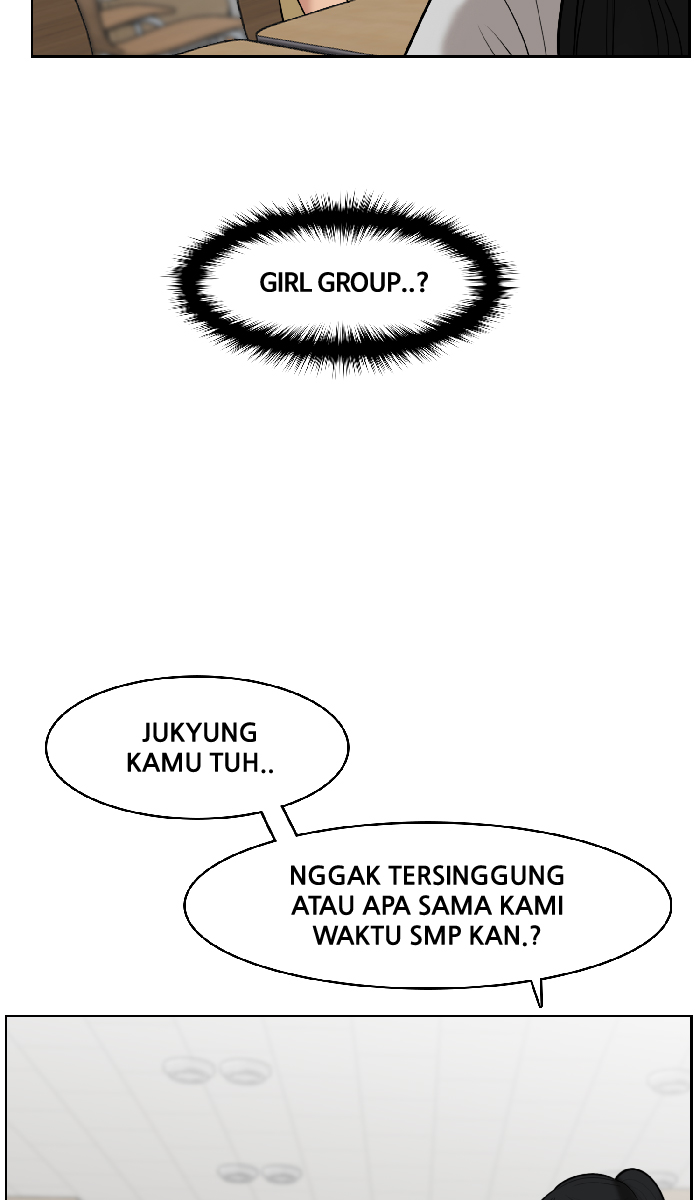 GIRL GROUP..?
JUKYUNG
KAMU TUH..
NGGAK TERSINGGUNG
ATAU APA SAMA KAMI
WAKTU SMP KAN.?